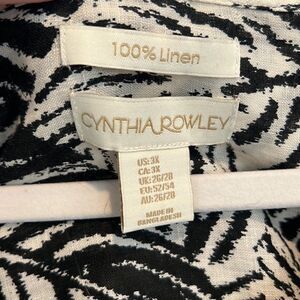 100% Linen
CYNTHIA ROWLEY
US:3X
CA:3X
UK:26/28
EU:52/54
AU:26/28
MADE IN
BANGLADESH